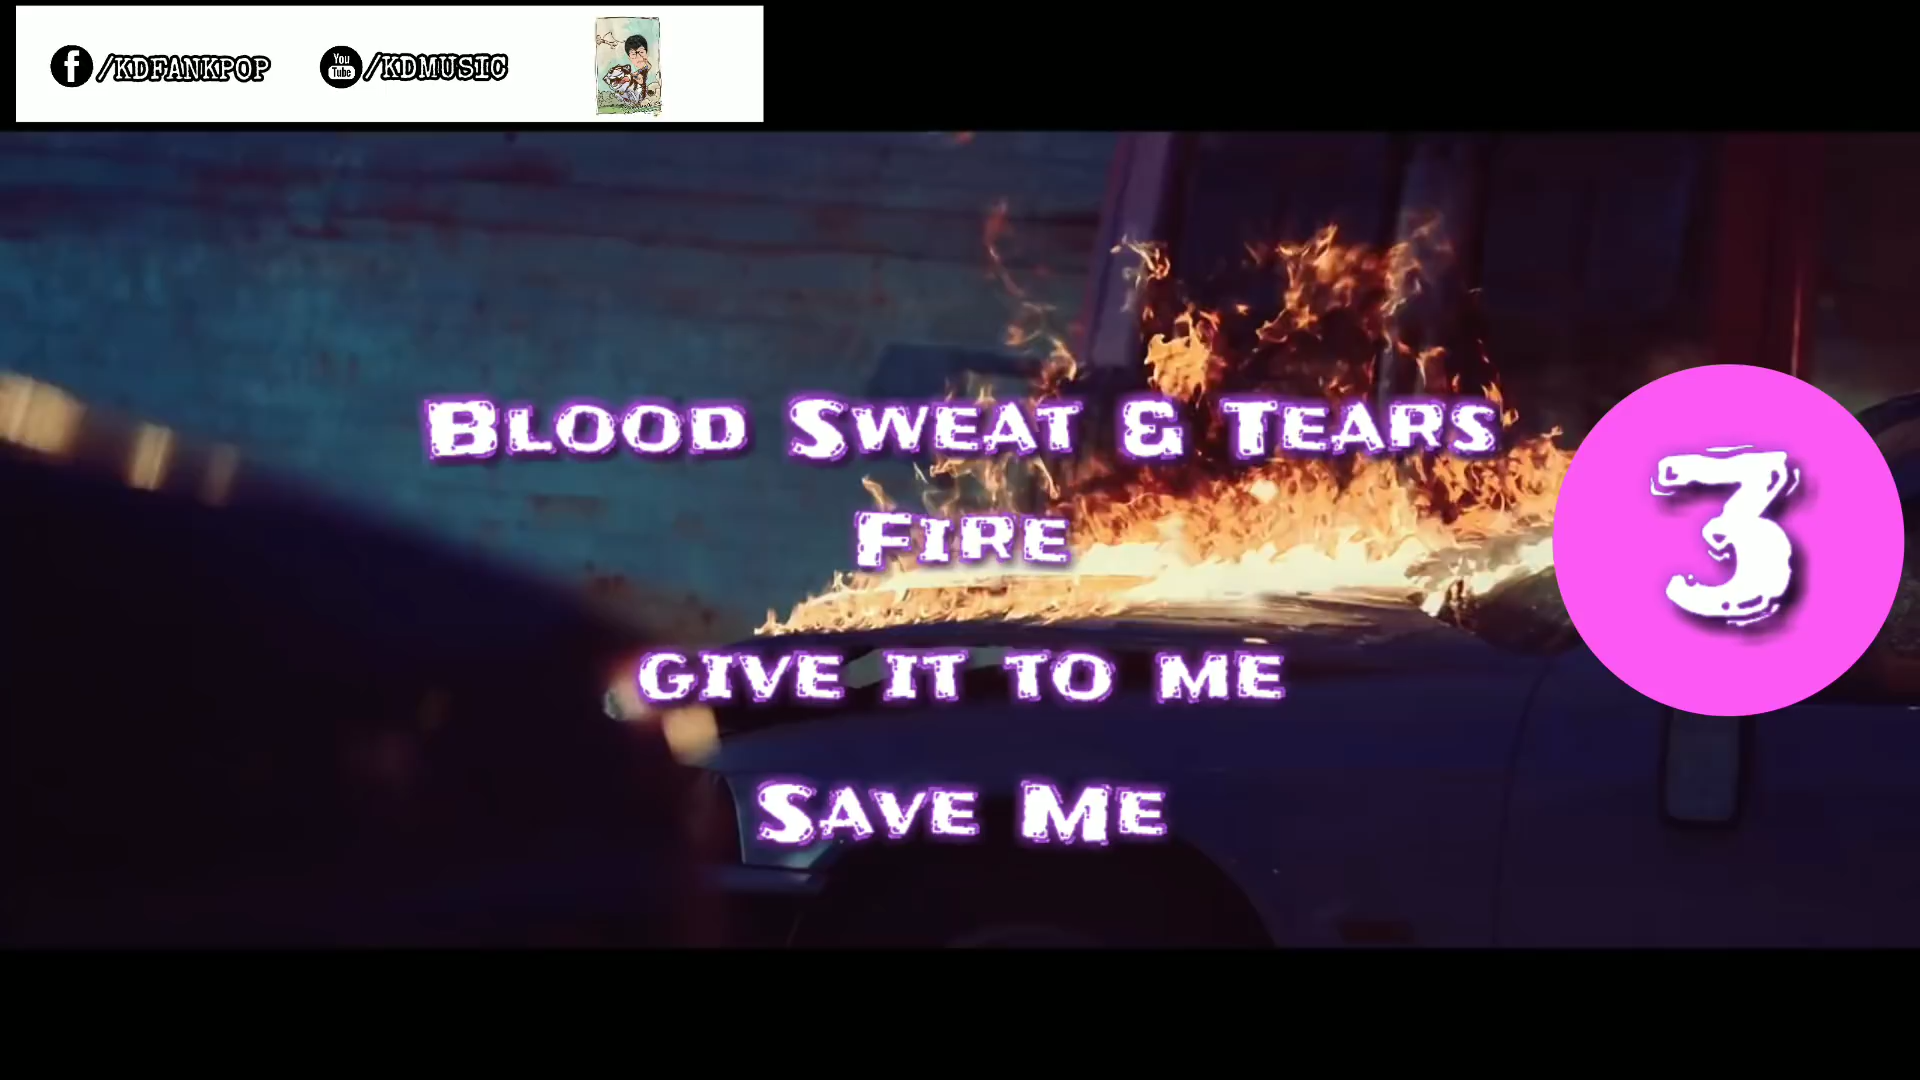 f /KDFANKPOP You Tube /KDMUSIC
BLOOD SWEAT & TEARS
FIRE
GIVE IT TO ME
SAVE ME
3